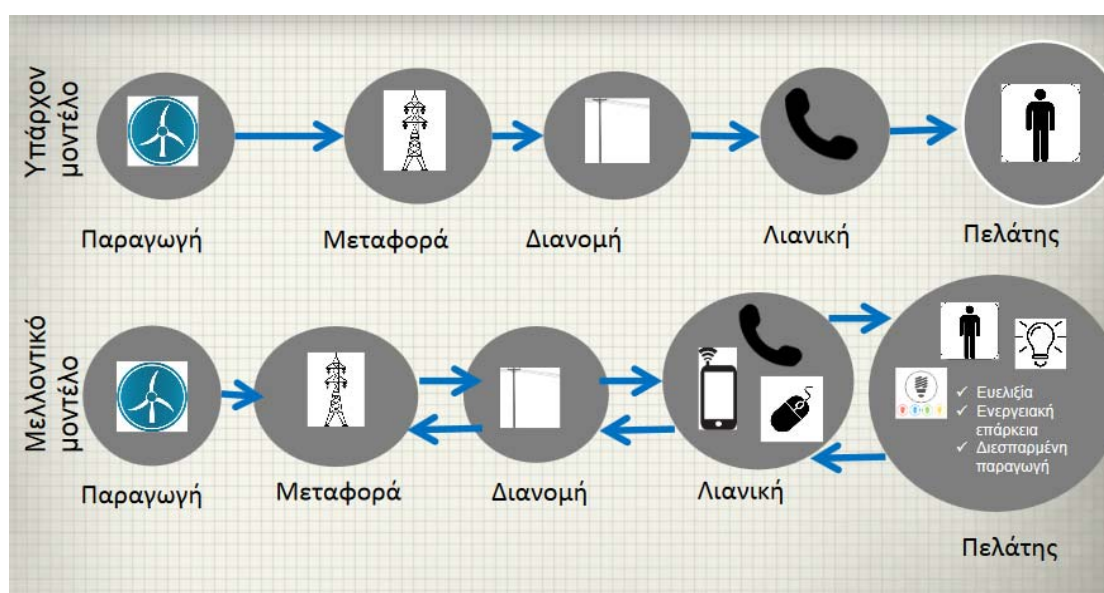 Υπάρχον
μοντέλο
Παραγωγή
Μεταφορά
Διανομή
Λιανική
Πελάτης
Μελλοντικό
μοντέλο
✓ Ευελιξία
✓ Ενεργειακή
επάρκεια
✓ Διεσπαρμένη
παραγωγή
Παραγωγή
Μεταφορά
Διανομή
Λιανική
Πελάτης